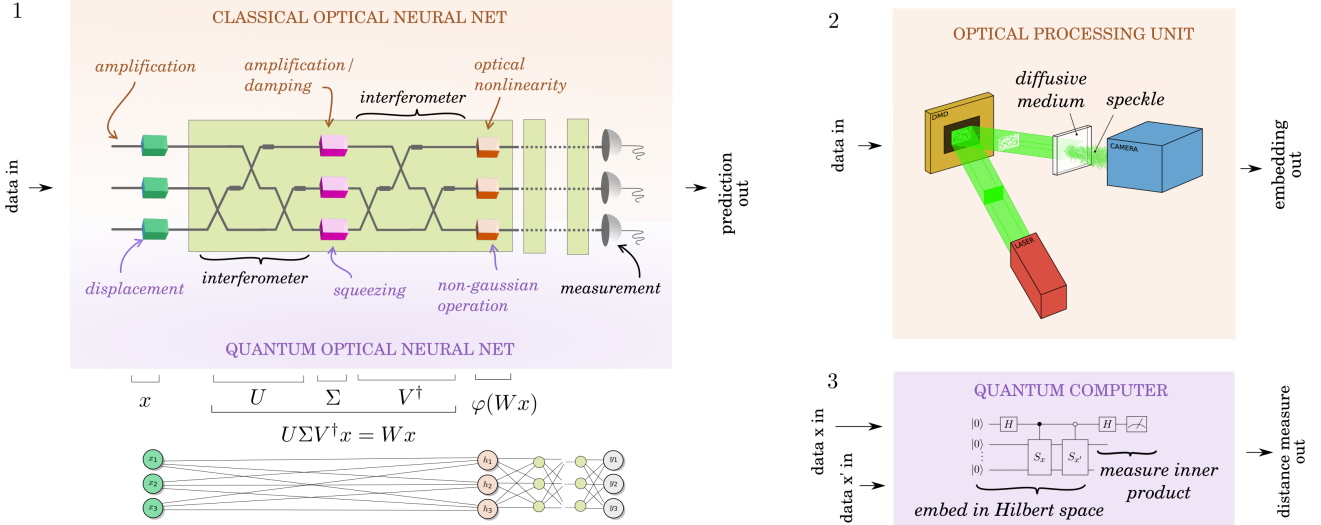 1
CLASSICAL OPTICAL NEURAL NET
amplification
amplification/
damping
interferometer
optical
nonlinearity
data in
prediction
out
displacement
interferometer
squeezing
non-gaussian
operation
measurement
QUANTUM OPTICAL NEURAL NET
x
U
Σ
V†
φ(Wx)
UΣV†x = Wx
x1
x2
x3
h1
h2
h3
y1
y2
y3
2
OPTICAL PROCESSING UNIT
diffusive
medium
speckle
DMD
CAMERA
LASER
data in
embedding
out
3
QUANTUM COMPUTER
data x in
data x' in
|0⟩ H H
|0⟩
⋮ Sx Sx'
|0⟩
measure inner
product
embed in Hilbert space
distance measure
out